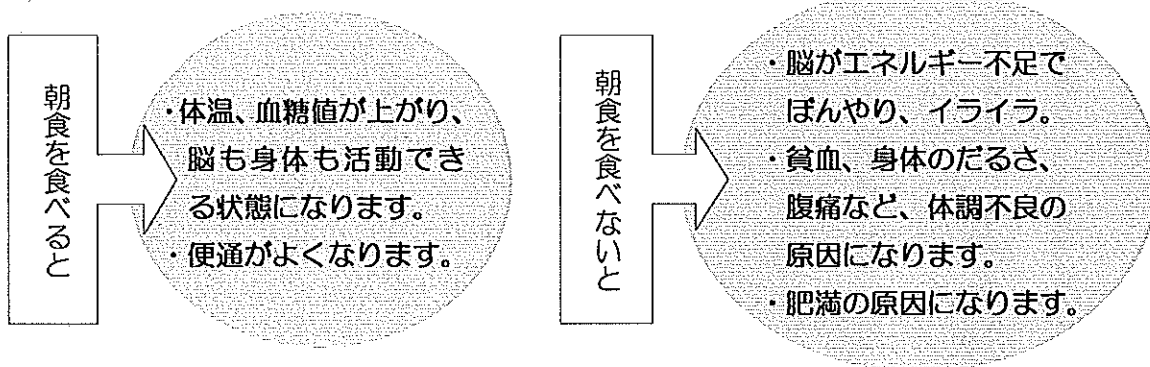 朝食を食べると
・体温、血糖値が上がり、
脳も身体も活動でき
る状態になります。
・便通がよくなります。
朝食を食べないと
・脳がエネルギー不足で
ぼんやり、イライラ。
・貧血、身体のだるさ、
腹痛など、体調不良の
原因になります。
・肥満の原因になります。